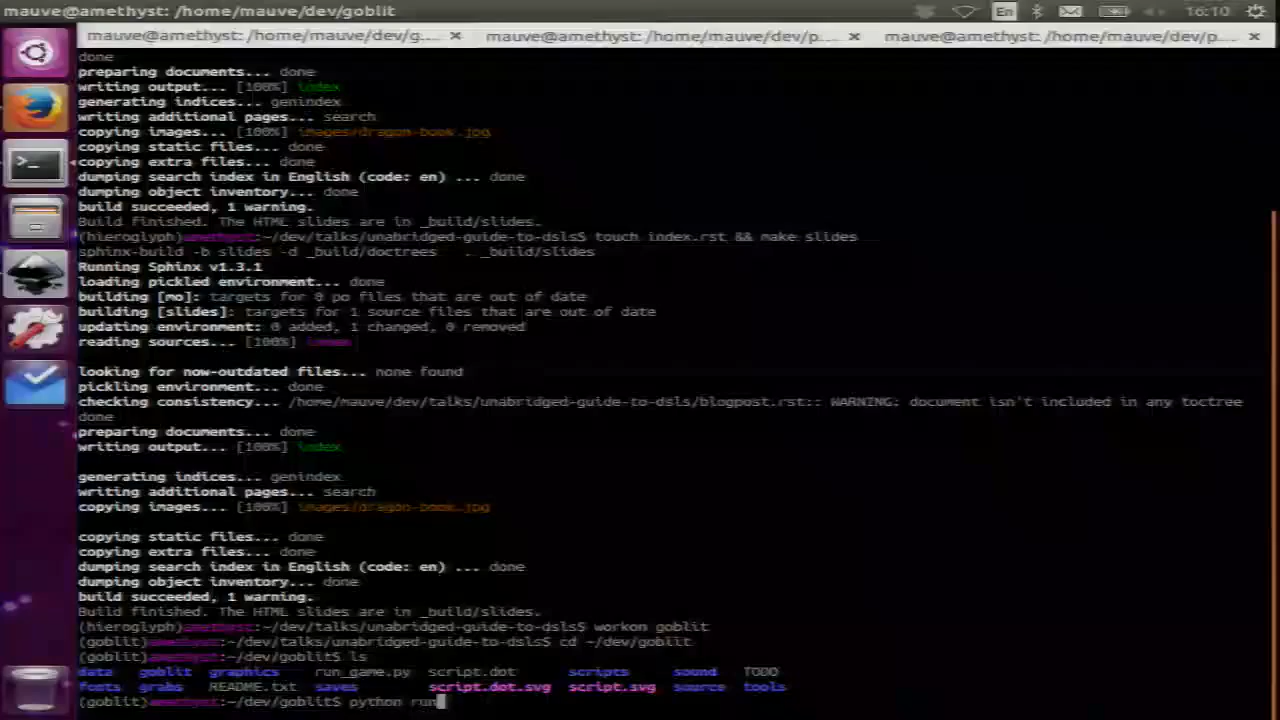 mauve@amethyst: /home/mauve/dev/goblit
En
16:10
mauve@amethyst: /home/mauve/dev/g... × mauve@amethyst: /home/mauve/dev/p... × mauve@amethyst: /home/mauve/dev/p... ×
done
preparing documents... done
writing output... [100%] index
generating indices... genindex
writing additional pages... search
copying images... [100%] images/dragon-book.jpg
copying static files... done
copying extra files... done
dumping search index in English (code: en) ... done
dumping object inventory... done
build succeeded, 1 warning.
Build finished. The HTML slides are in _build/slides.
(hieroglyph)amethyst:~/dev/talks/unabridged-guide-to-dsls$ touch index.rst && make slides
sphinx-build -b slides -d _build/doctrees . _build/slides
Running Sphinx v1.3.1
loading pickled environment... done
building [mo]: targets for 0 po files that are out of date
building [slides]: targets for 1 source files that are out of date
updating environment: 0 added, 1 changed, 0 removed
reading sources... [100%] index
looking for now-outdated files... none found
pickling environment... done
checking consistency... /home/mauve/dev/talks/unabridged-guide-to-dsls/blogpost.rst:: WARNING: document isn't included in any toctree
done
preparing documents... done
writing output... [100%] index
generating indices... genindex
writing additional pages... search
copying images... [100%] images/dragon-book.jpg
copying static files... done
copying extra files... done
dumping search index in English (code: en) ... done
dumping object inventory... done
build succeeded, 1 warning.
Build finished. The HTML slides are in _build/slides.
(hieroglyph)amethyst:~/dev/talks/unabridged-guide-to-dsls$ workon goblit
(goblit)amethyst:~/dev/talks/unabridged-guide-to-dsls$ cd ~/dev/goblit
(goblit)amethyst:~/dev/goblit$ ls
data goblit graphics run_game.py script.dot scripts sound TODO
fonts grabs README.txt saves script.dot.svg script.svg source tools
(goblit)amethyst:~/dev/goblit$ python run